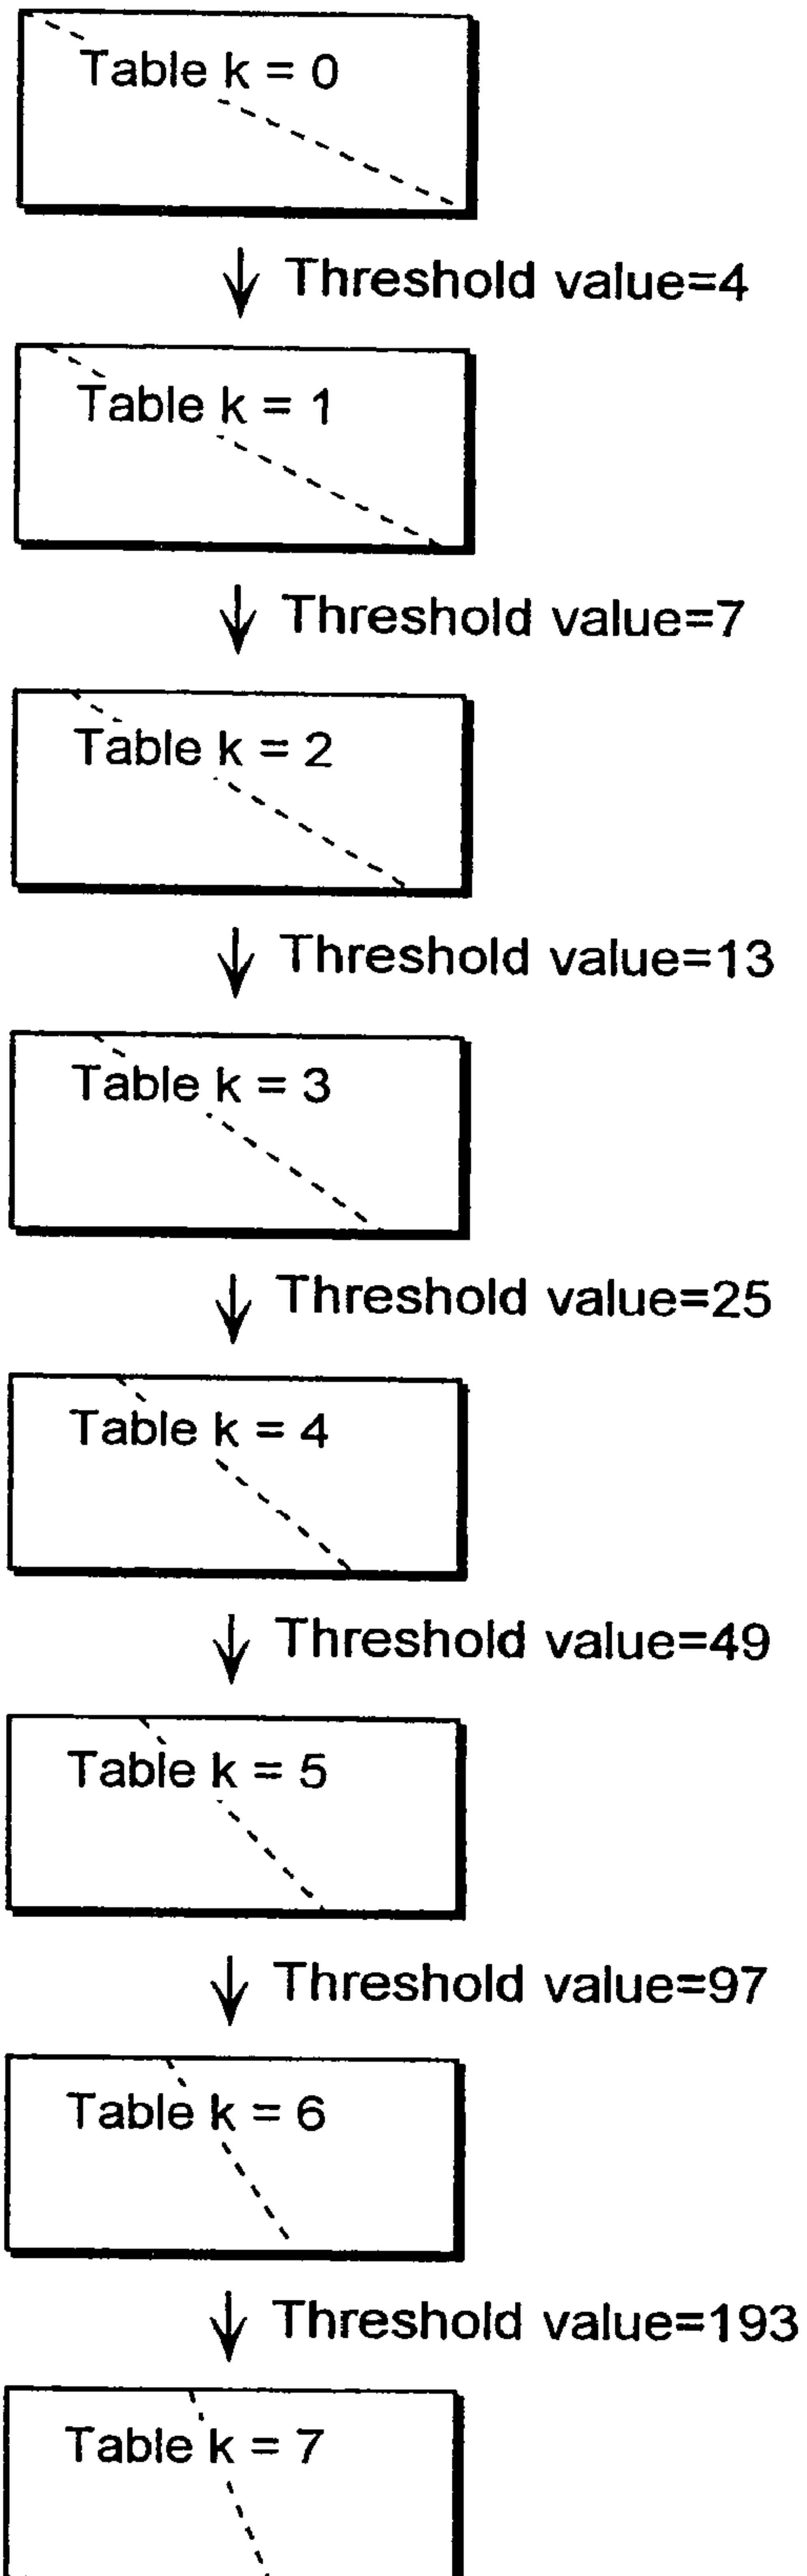 Table k = 0
Threshold value=4
Table k = 1
Threshold value=7
Table k = 2
Threshold value=13
Table k = 3
Threshold value=25
Table k = 4
Threshold value=49
Table k = 5
Threshold value=97
Table k = 6
Threshold value=193
Table k = 7